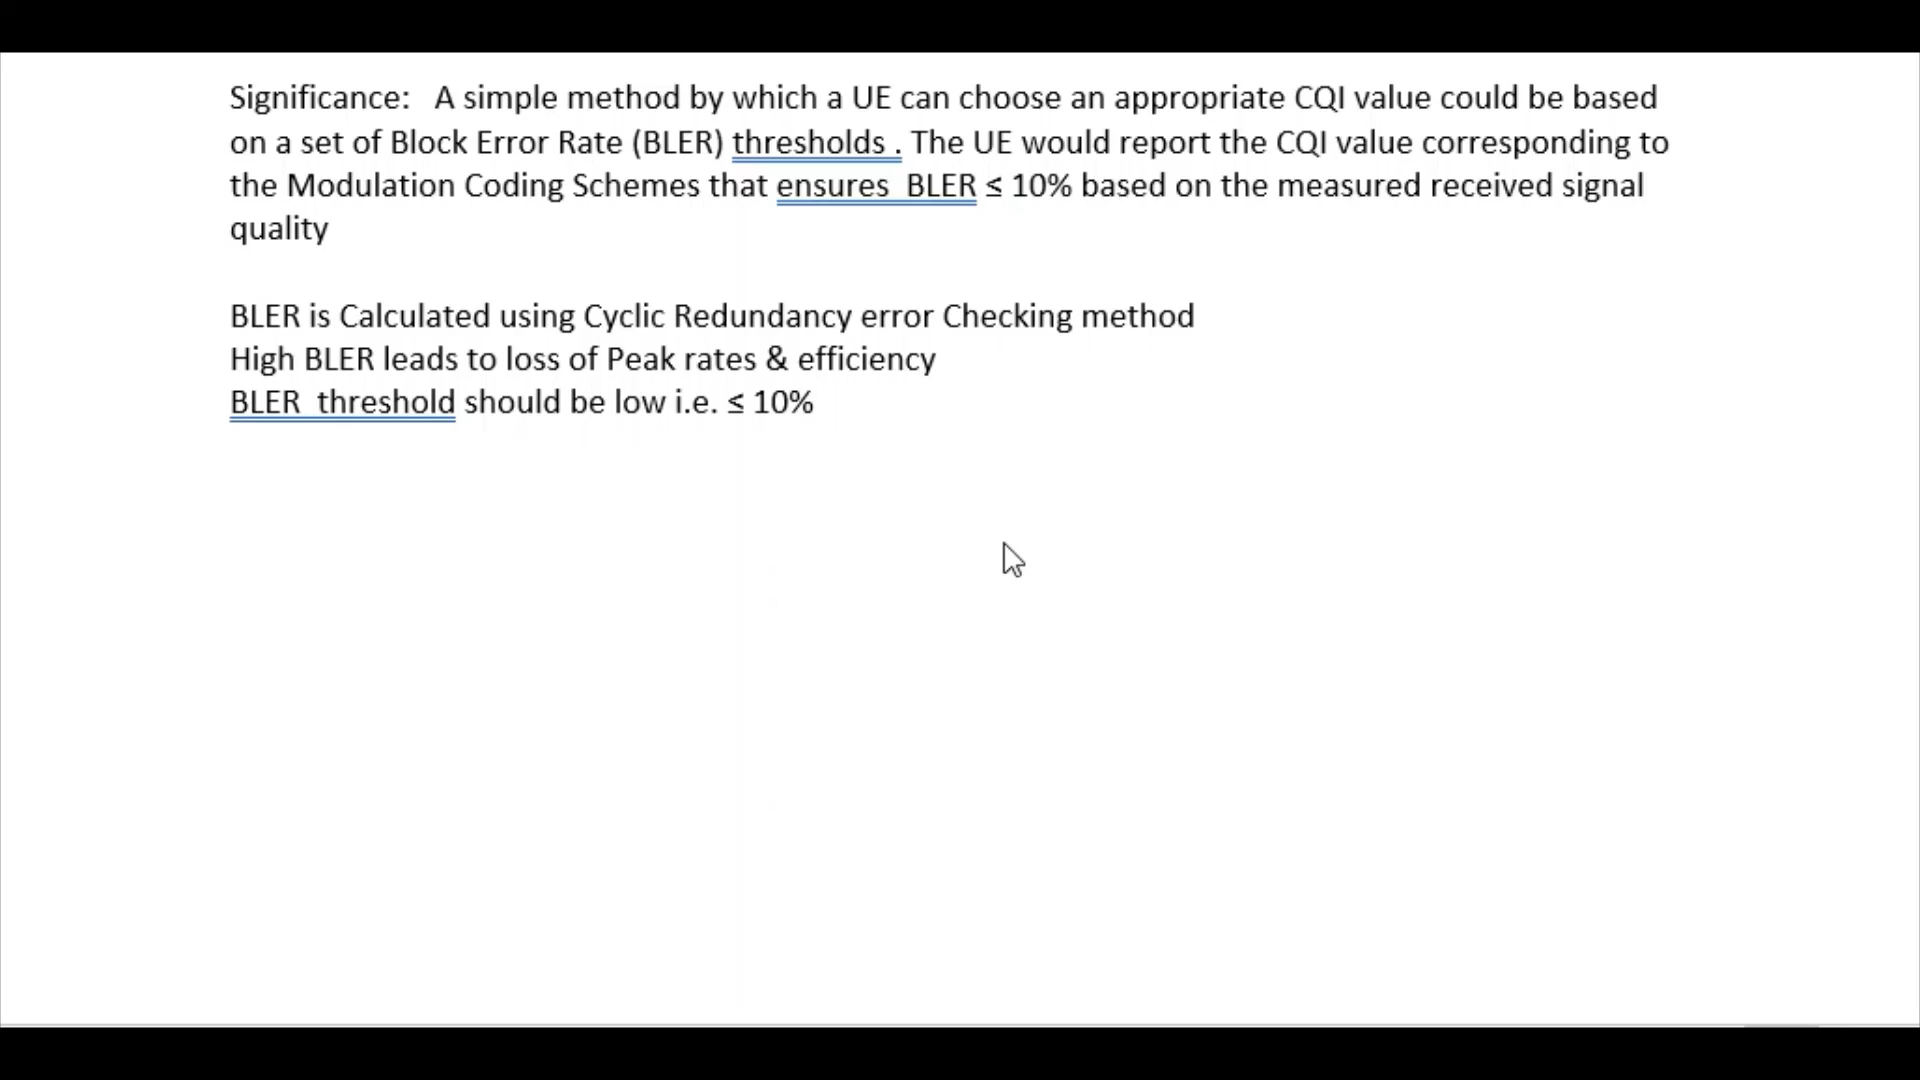 Significance:   A simple method by which a UE can choose an appropriate CQI value could be based
on a set of Block Error Rate (BLER) thresholds . The UE would report the CQI value corresponding to
the Modulation Coding Schemes that ensures  BLER ≤ 10% based on the measured received signal
quality
BLER is Calculated using Cyclic Redundancy error Checking method
High BLER leads to loss of Peak rates & efficiency
BLER  threshold should be low i.e. ≤ 10%